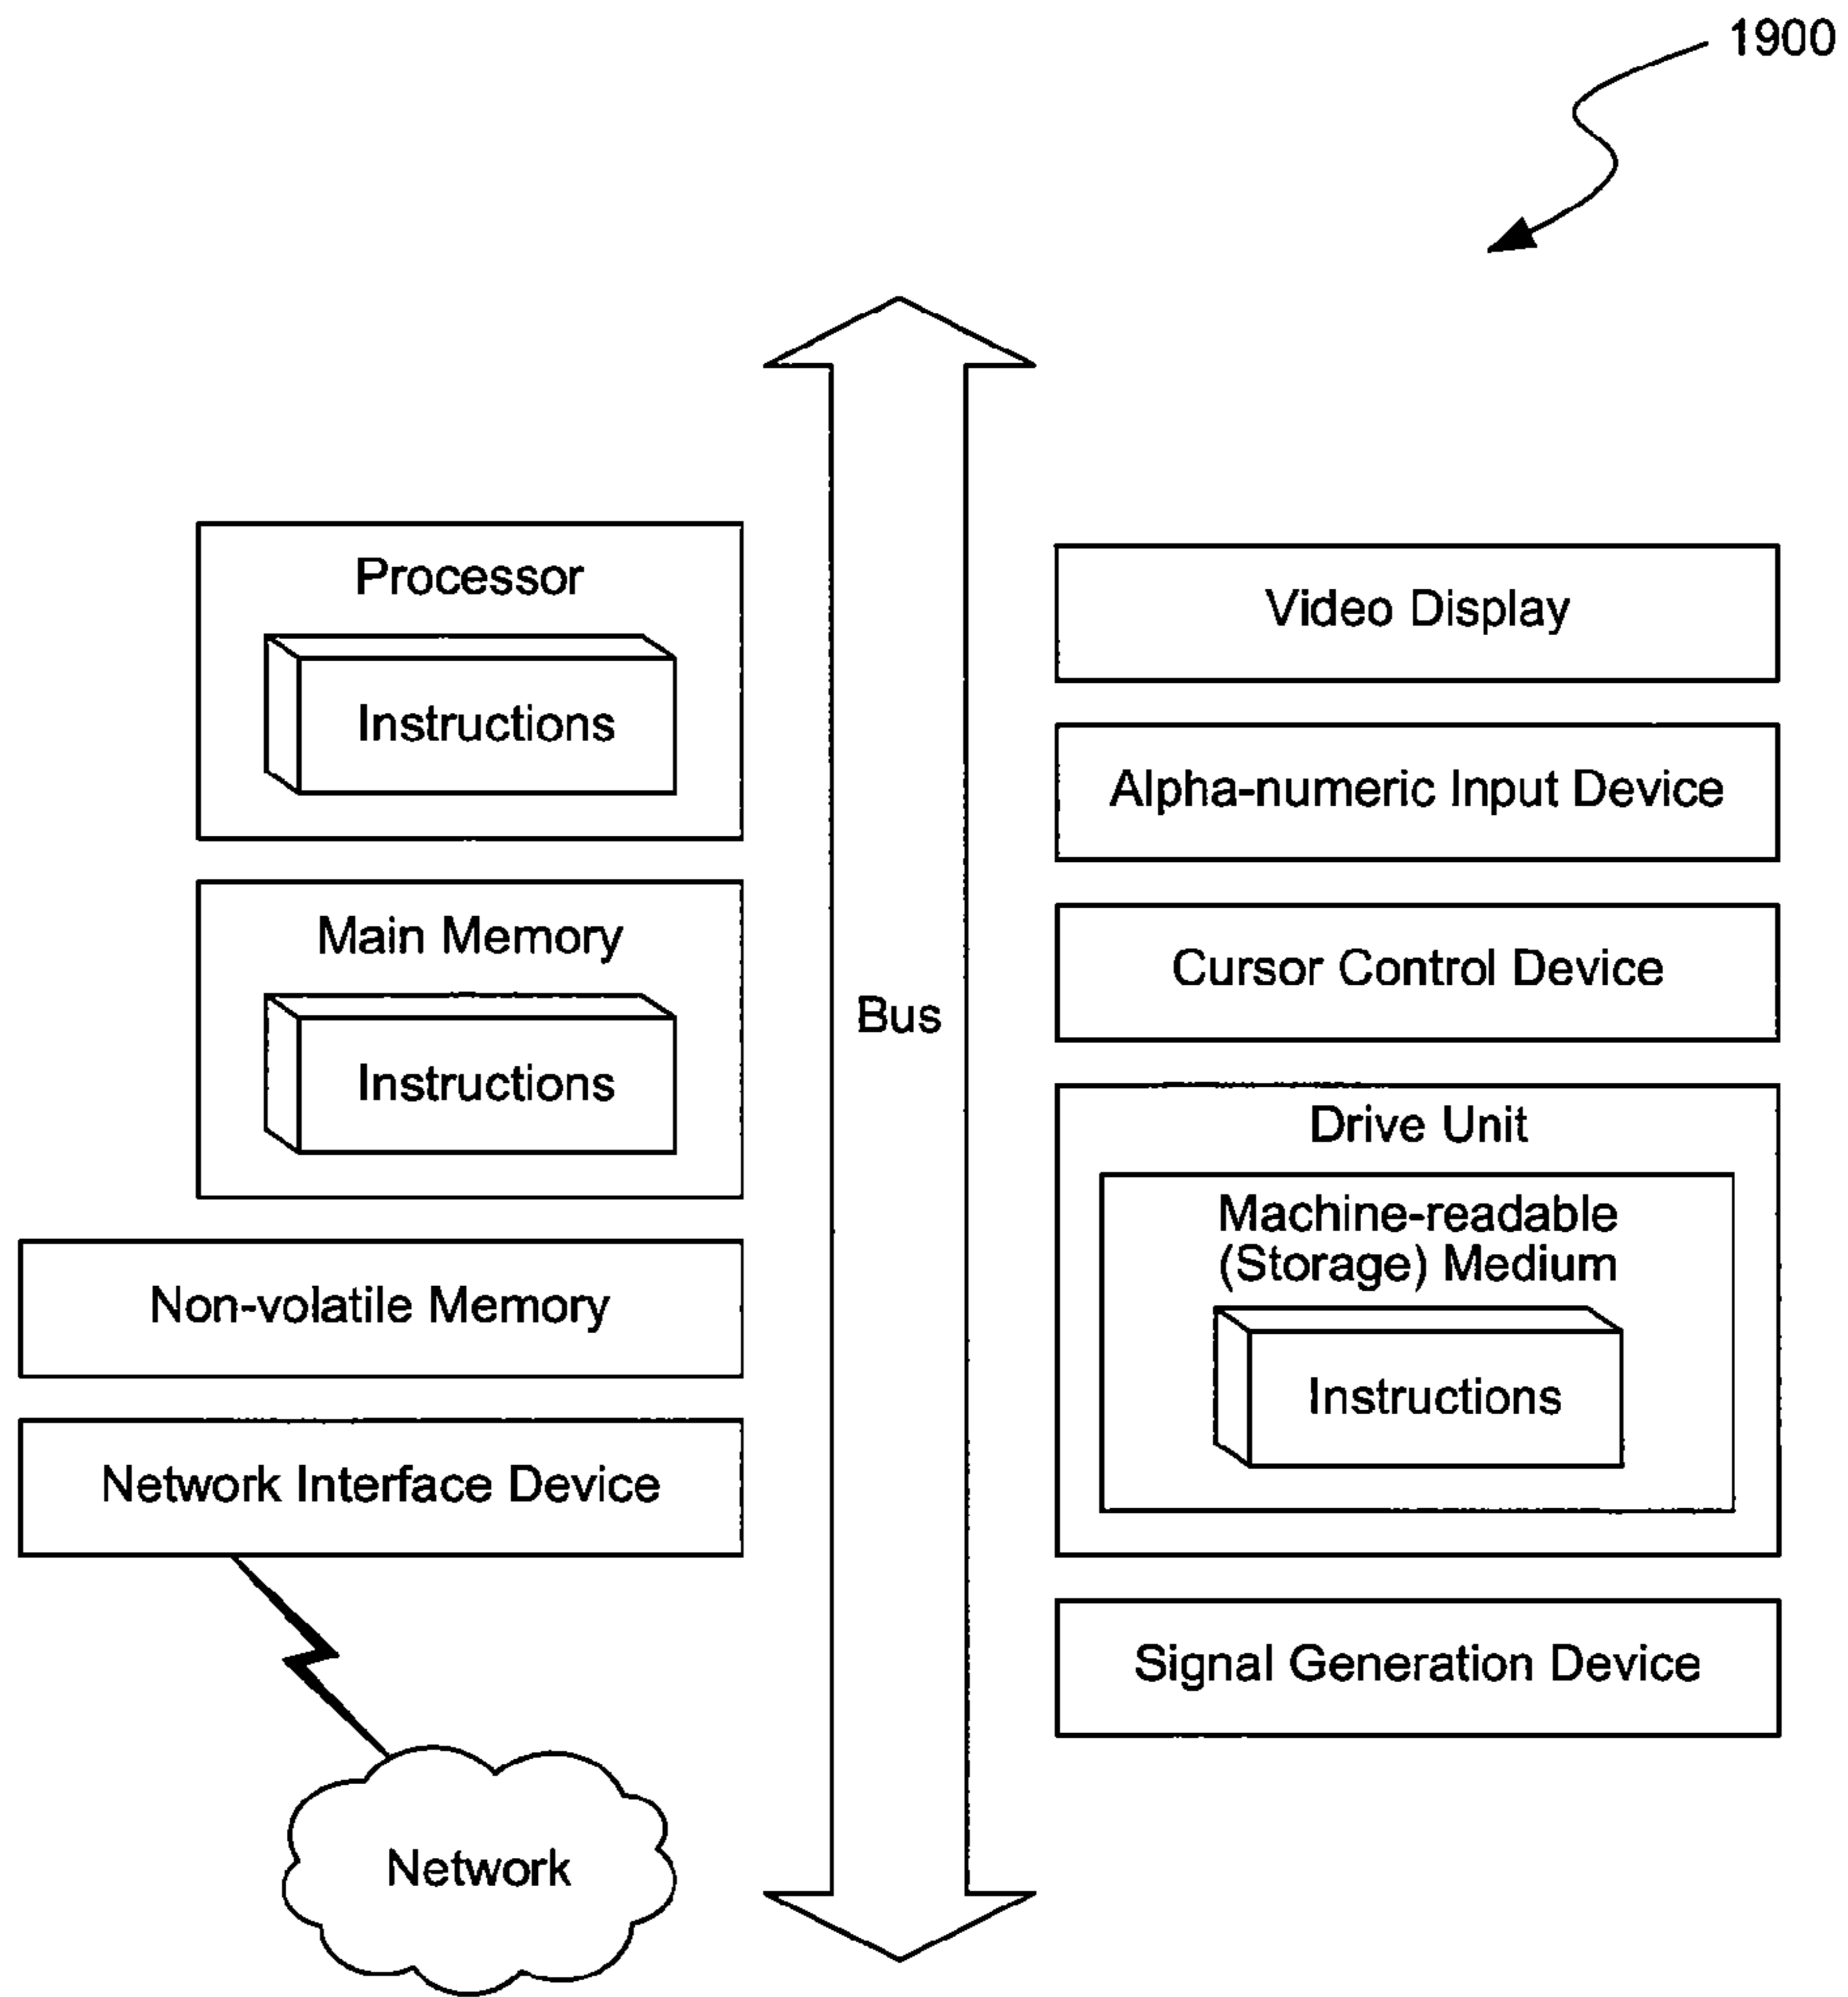 1900
Processor
Instructions
Main Memory
Instructions
Non-volatile Memory
Network Interface Device
Network
Bus
Video Display
Alpha-numeric Input Device
Cursor Control Device
Drive Unit
Machine-readable
(Storage) Medium
Instructions
Signal Generation Device